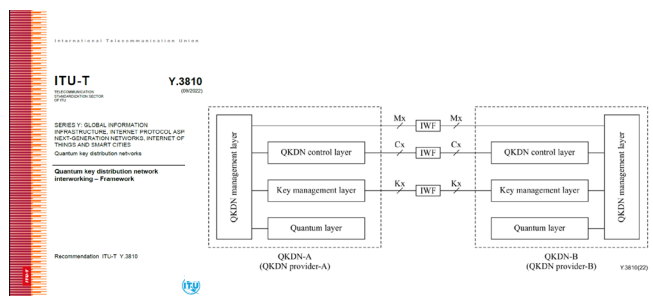 International Telecommunication Union
ITU-T
Y.3810
TELECOMMUNICATION
STANDARDIZATION SECTOR
OF ITU
(09/2022)
SERIES Y: GLOBAL INFORMATION
INFRASTRUCTURE, INTERNET PROTOCOL ASP
NEXT-GENERATION NETWORKS, INTERNET OF
THINGS AND SMART CITIES
Quantum key distribution networks
Quantum key distribution network
interworking – Framework
Recommendation ITU-T Y.3810
ITU-T
ITU
QKDN management layer
QKDN control layer
Key management layer
Quantum layer
Mx
IWF
Mx
Cx
IWF
Cx
Kx
IWF
Kx
QKDN control layer
Key management layer
Quantum layer
QKDN management layer
QKDN-A
(QKDN provider-A)
QKDN-B
(QKDN provider-B)
Y.3810(22)